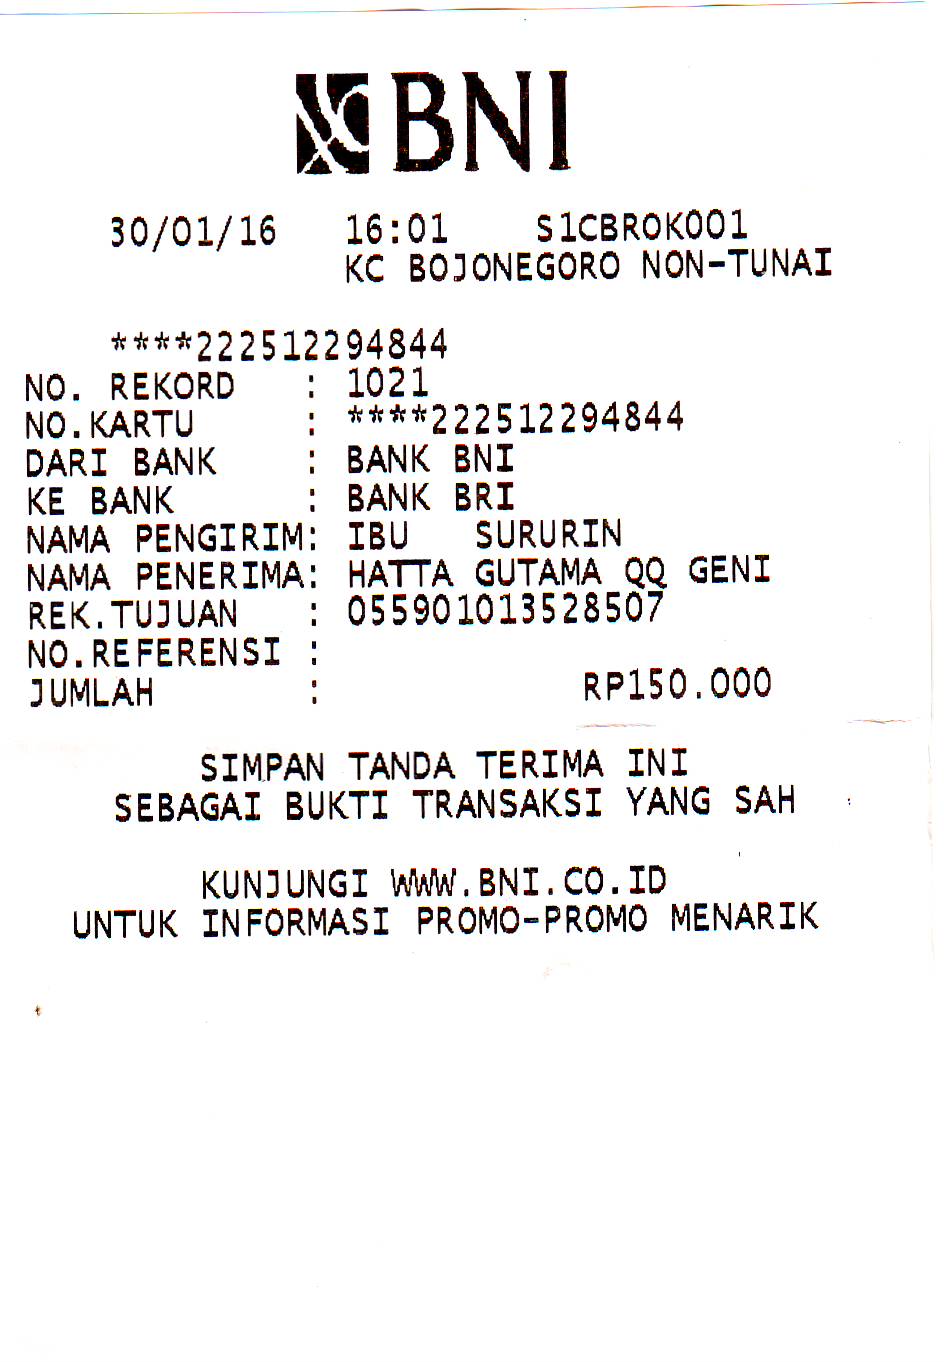 BNI
30/01/16 16:01 S1CBROK001
KC BOJONEGORO NON-TUNAI
****222512294844
NO. REKORD : 1021
NO.KARTU : ****222512294844
DARI BANK : BANK BNI
KE BANK : BANK BRI
NAMA PENGIRIM: IBU SURURIN
NAMA PENERIMA: HATTA GUTAMA QQ GENI
REK.TUJUAN : 055901013528507
NO.REFERENSI :
JUMLAH : RP150.000
SIMPAN TANDA TERIMA INI
SEBAGAI BUKTI TRANSAKSI YANG SAH
KUNJUNGI WWW.BNI.CO.ID
UNTUK INFORMASI PROMO-PROMO MENARIK